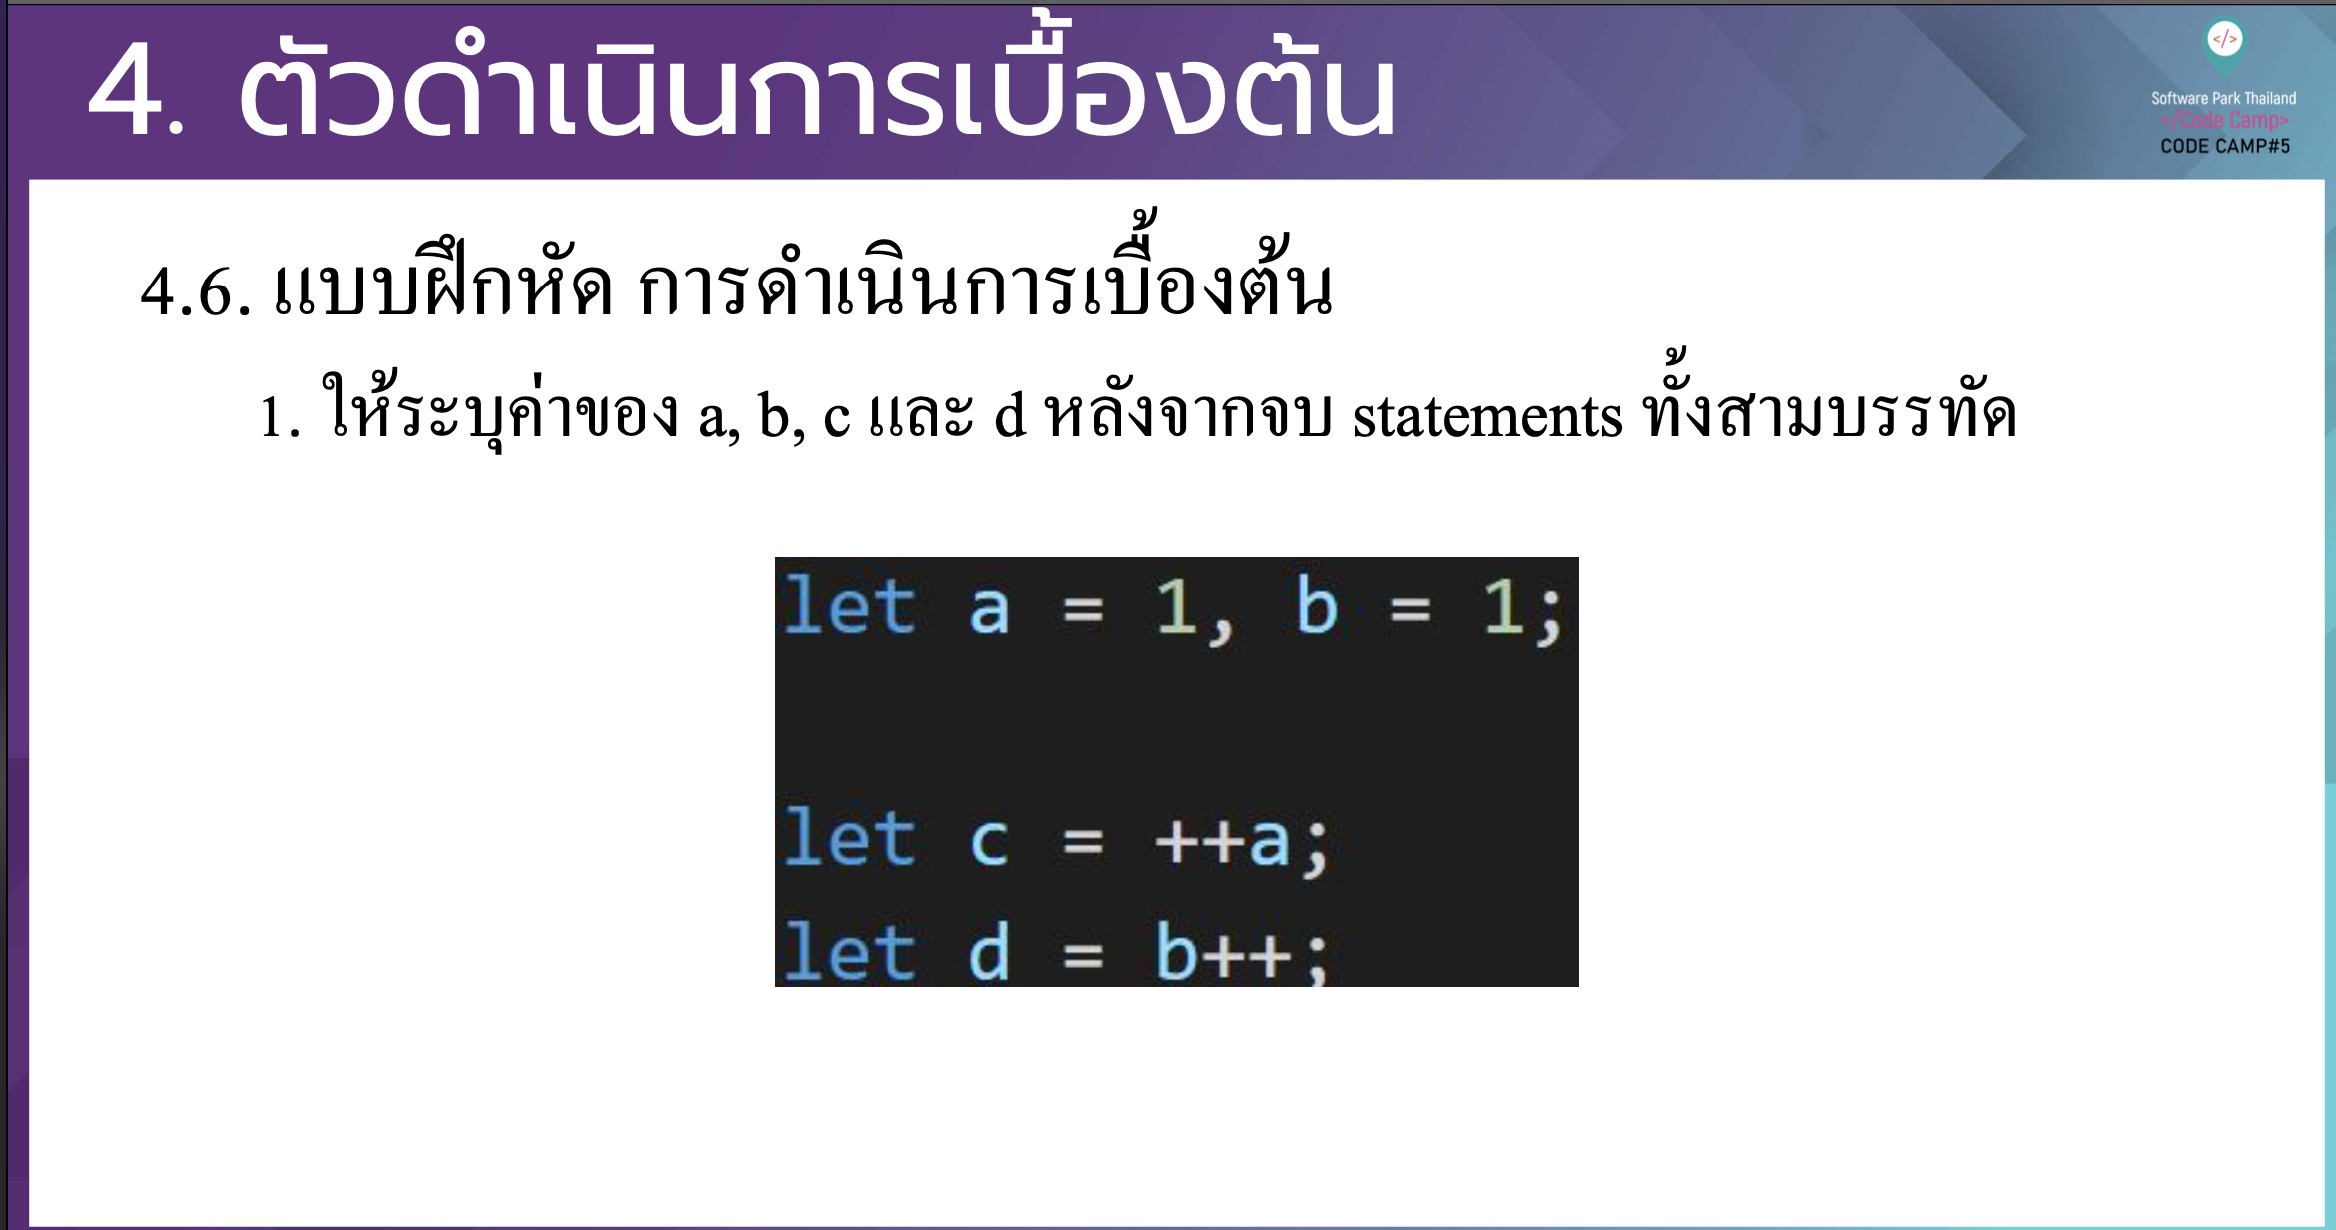 4. ตัวดำเนินการเบื้องต้น
</>
Software Park Thailand
</Code Camp>
CODE CAMP#5
4.6. แบบฝึกหัด การดำเนินการเบื้องต้น
1. ให้ระบุค่าของ a, b, c และ d หลังจากจบ statements ทั้งสามบรรทัด
let a = 1, b = 1;
let c = ++a;
let d = b++;